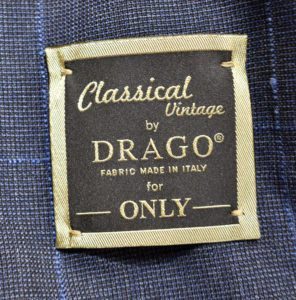 Classical
Vintage
by
DRAGO®
FABRIC MADE IN ITALY
for
ONLY